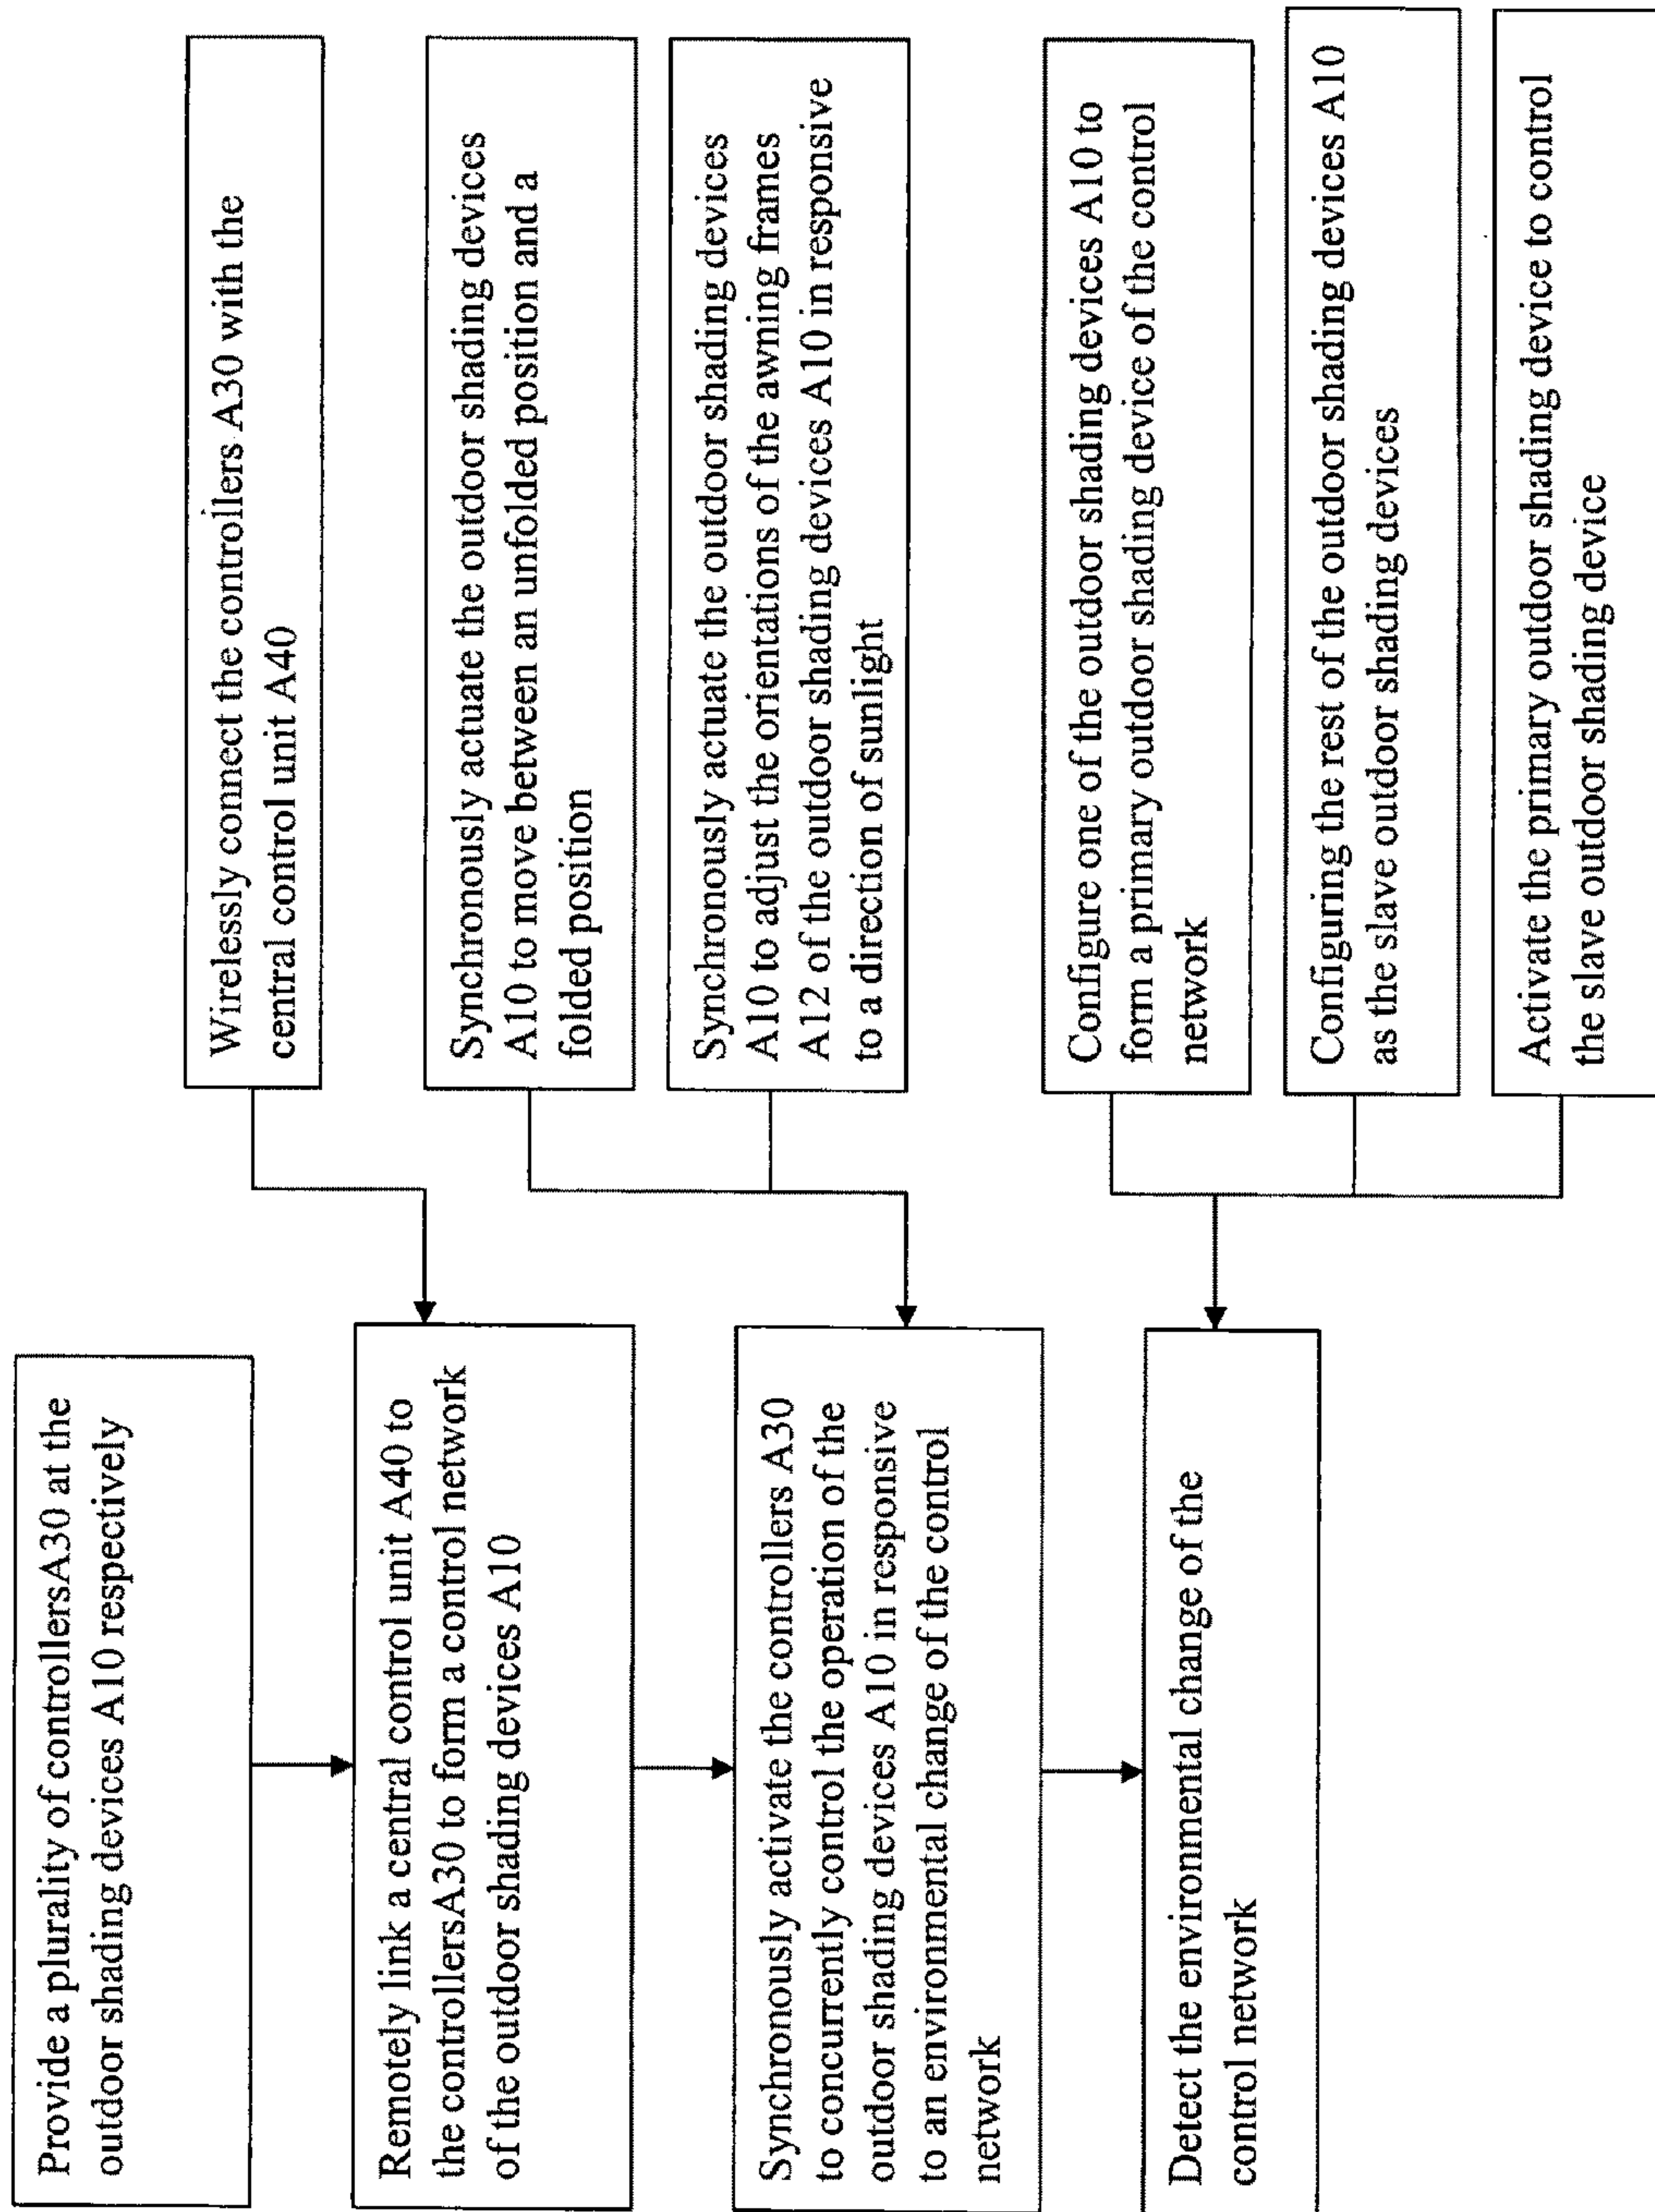 Provide a plurality of controllersA30 at the
outdoor shading devices A10 respectively
Remotely link a central control unit A40 to
the controllersA30 to form a control network
of the outdoor shading devices A10
Synchronously activate the controllers A30
to concurrently control the operation of the
outdoor shading devices A10 in responsive
to an environmental change of the control
network
Detect the environmental change of the
control network
Wirelessly connect the controllers A30 with the
central control unit A40
Synchronously actuate the outdoor shading devices
A10 to move between an unfolded position and a
folded position
Synchronously actuate the outdoor shading devices
A10 to adjust the orientations of the awning frames
A12 of the outdoor shading devices A10 in responsive
to a direction of sunlight
Configure one of the outdoor shading devices A10 to
form a primary outdoor shading device of the control
network
Configuring the rest of the outdoor shading devices A10
as the slave outdoor shading devices
Activate the primary outdoor shading device to control
the slave outdoor shading device